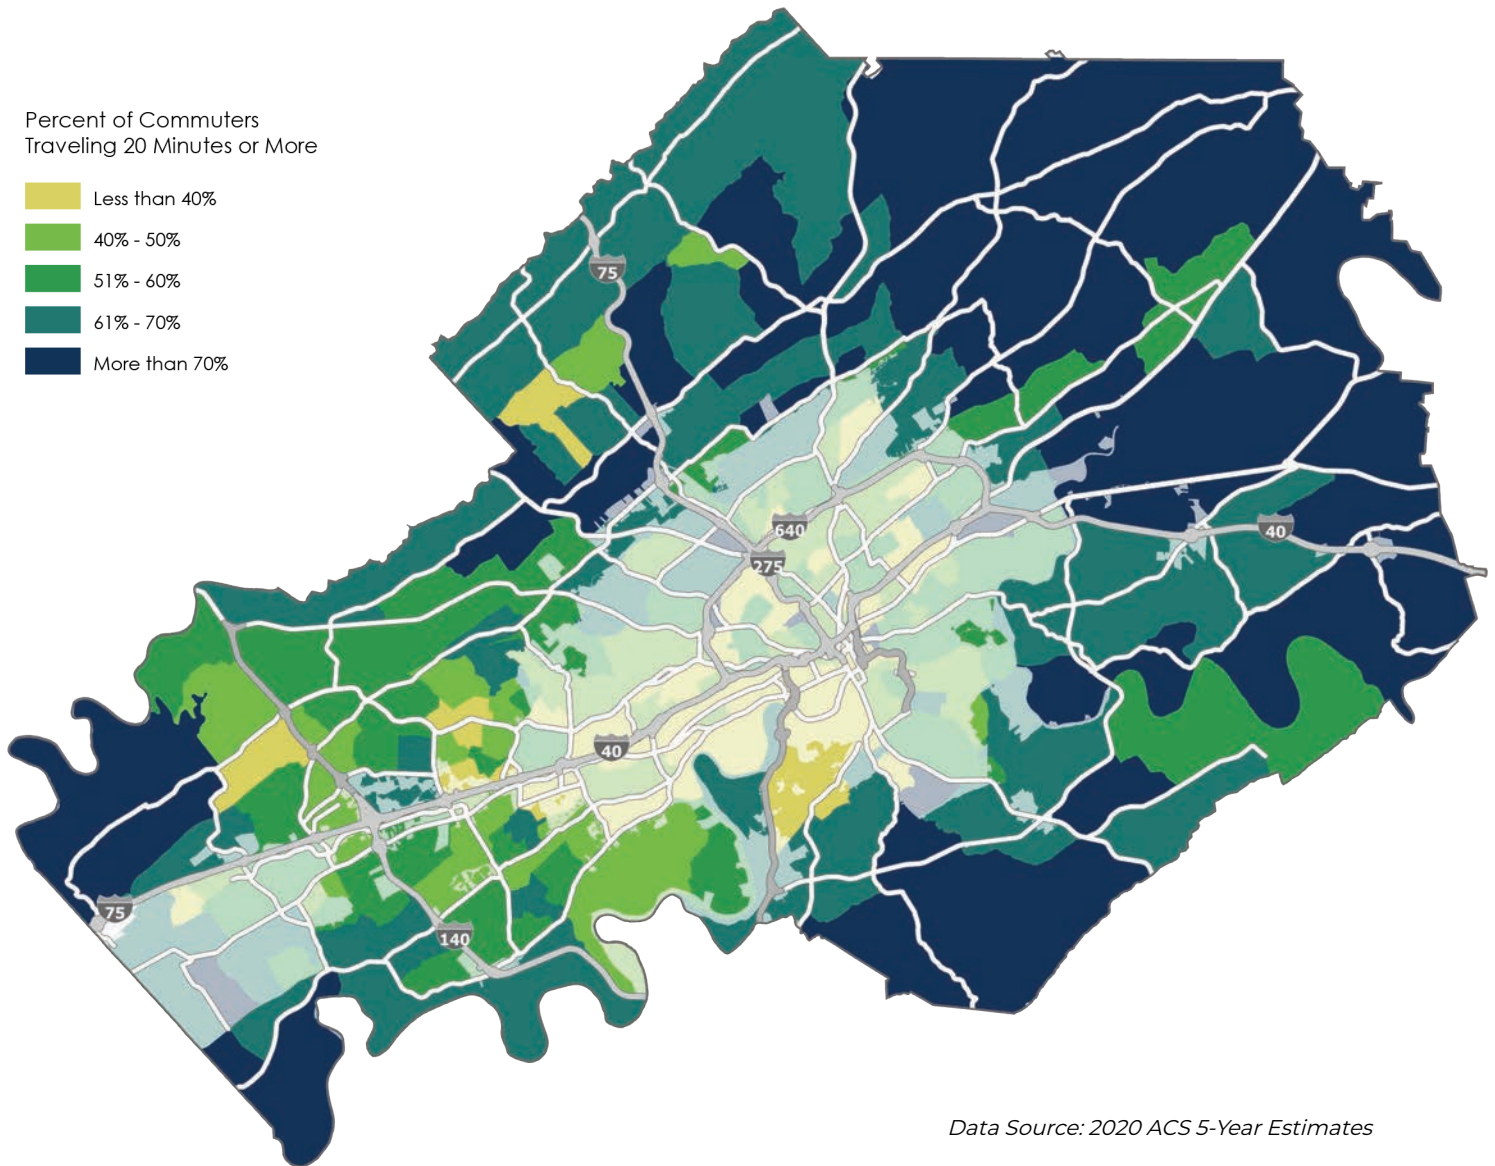 Percent of Commuters
Traveling 20 Minutes or More
Less than 40%
40% - 50%
51% - 60%
61% - 70%
More than 70%
75
640
275
40
40
75
140
Data Source: 2020 ACS 5-Year Estimates